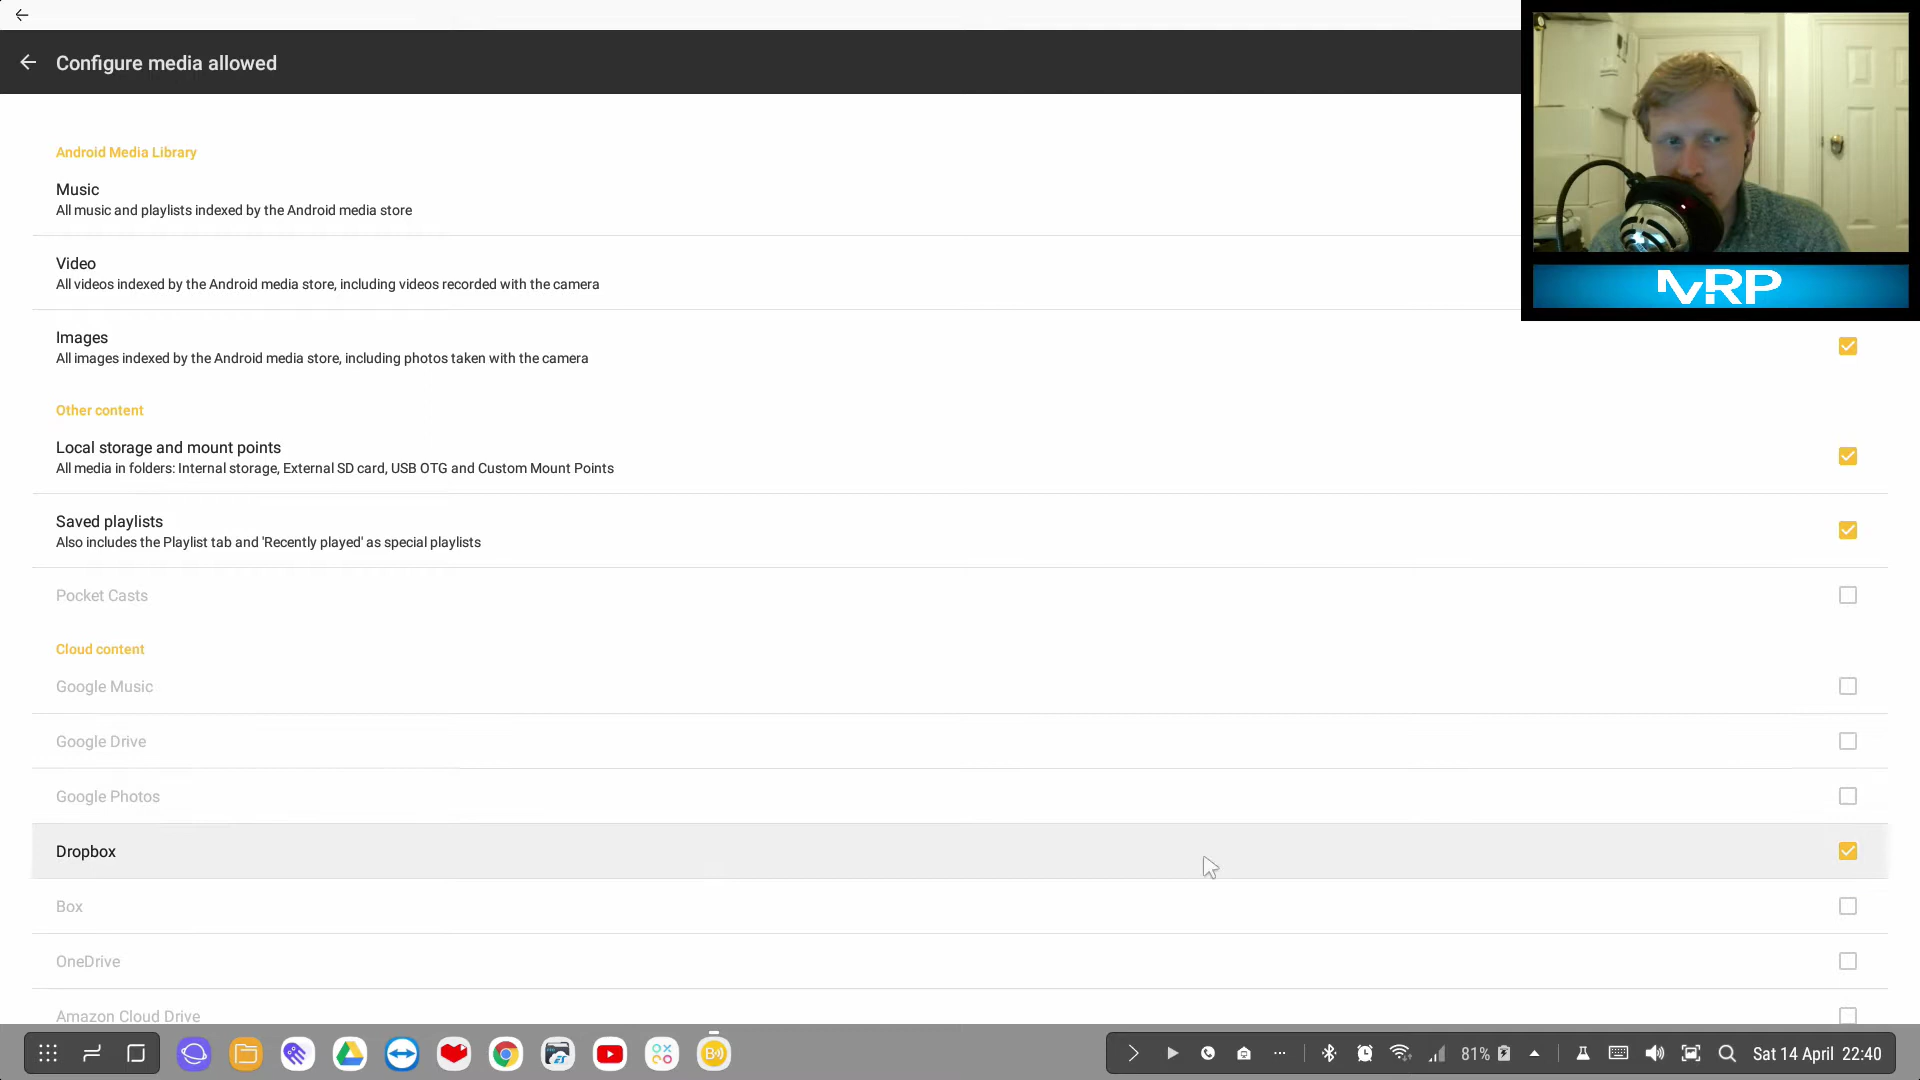 Configure media allowed
Android Media Library
Music
All music and playlists indexed by the Android media store
Video
All videos indexed by the Android media store, including videos recorded with the camera
Images
All images indexed by the Android media store, including photos taken with the camera
MRP
Other content
Local storage and mount points
All media in folders: Internal storage, External SD card, USB OTG and Custom Mount Points
Saved playlists
Also includes the Playlist tab and 'Recently played' as special playlists
Pocket Casts
Cloud content
Google Music
Google Drive
Google Photos
Dropbox
Box
OneDrive
Amazon Cloud Drive
ES
B
81%
Sat 14 April 22:40